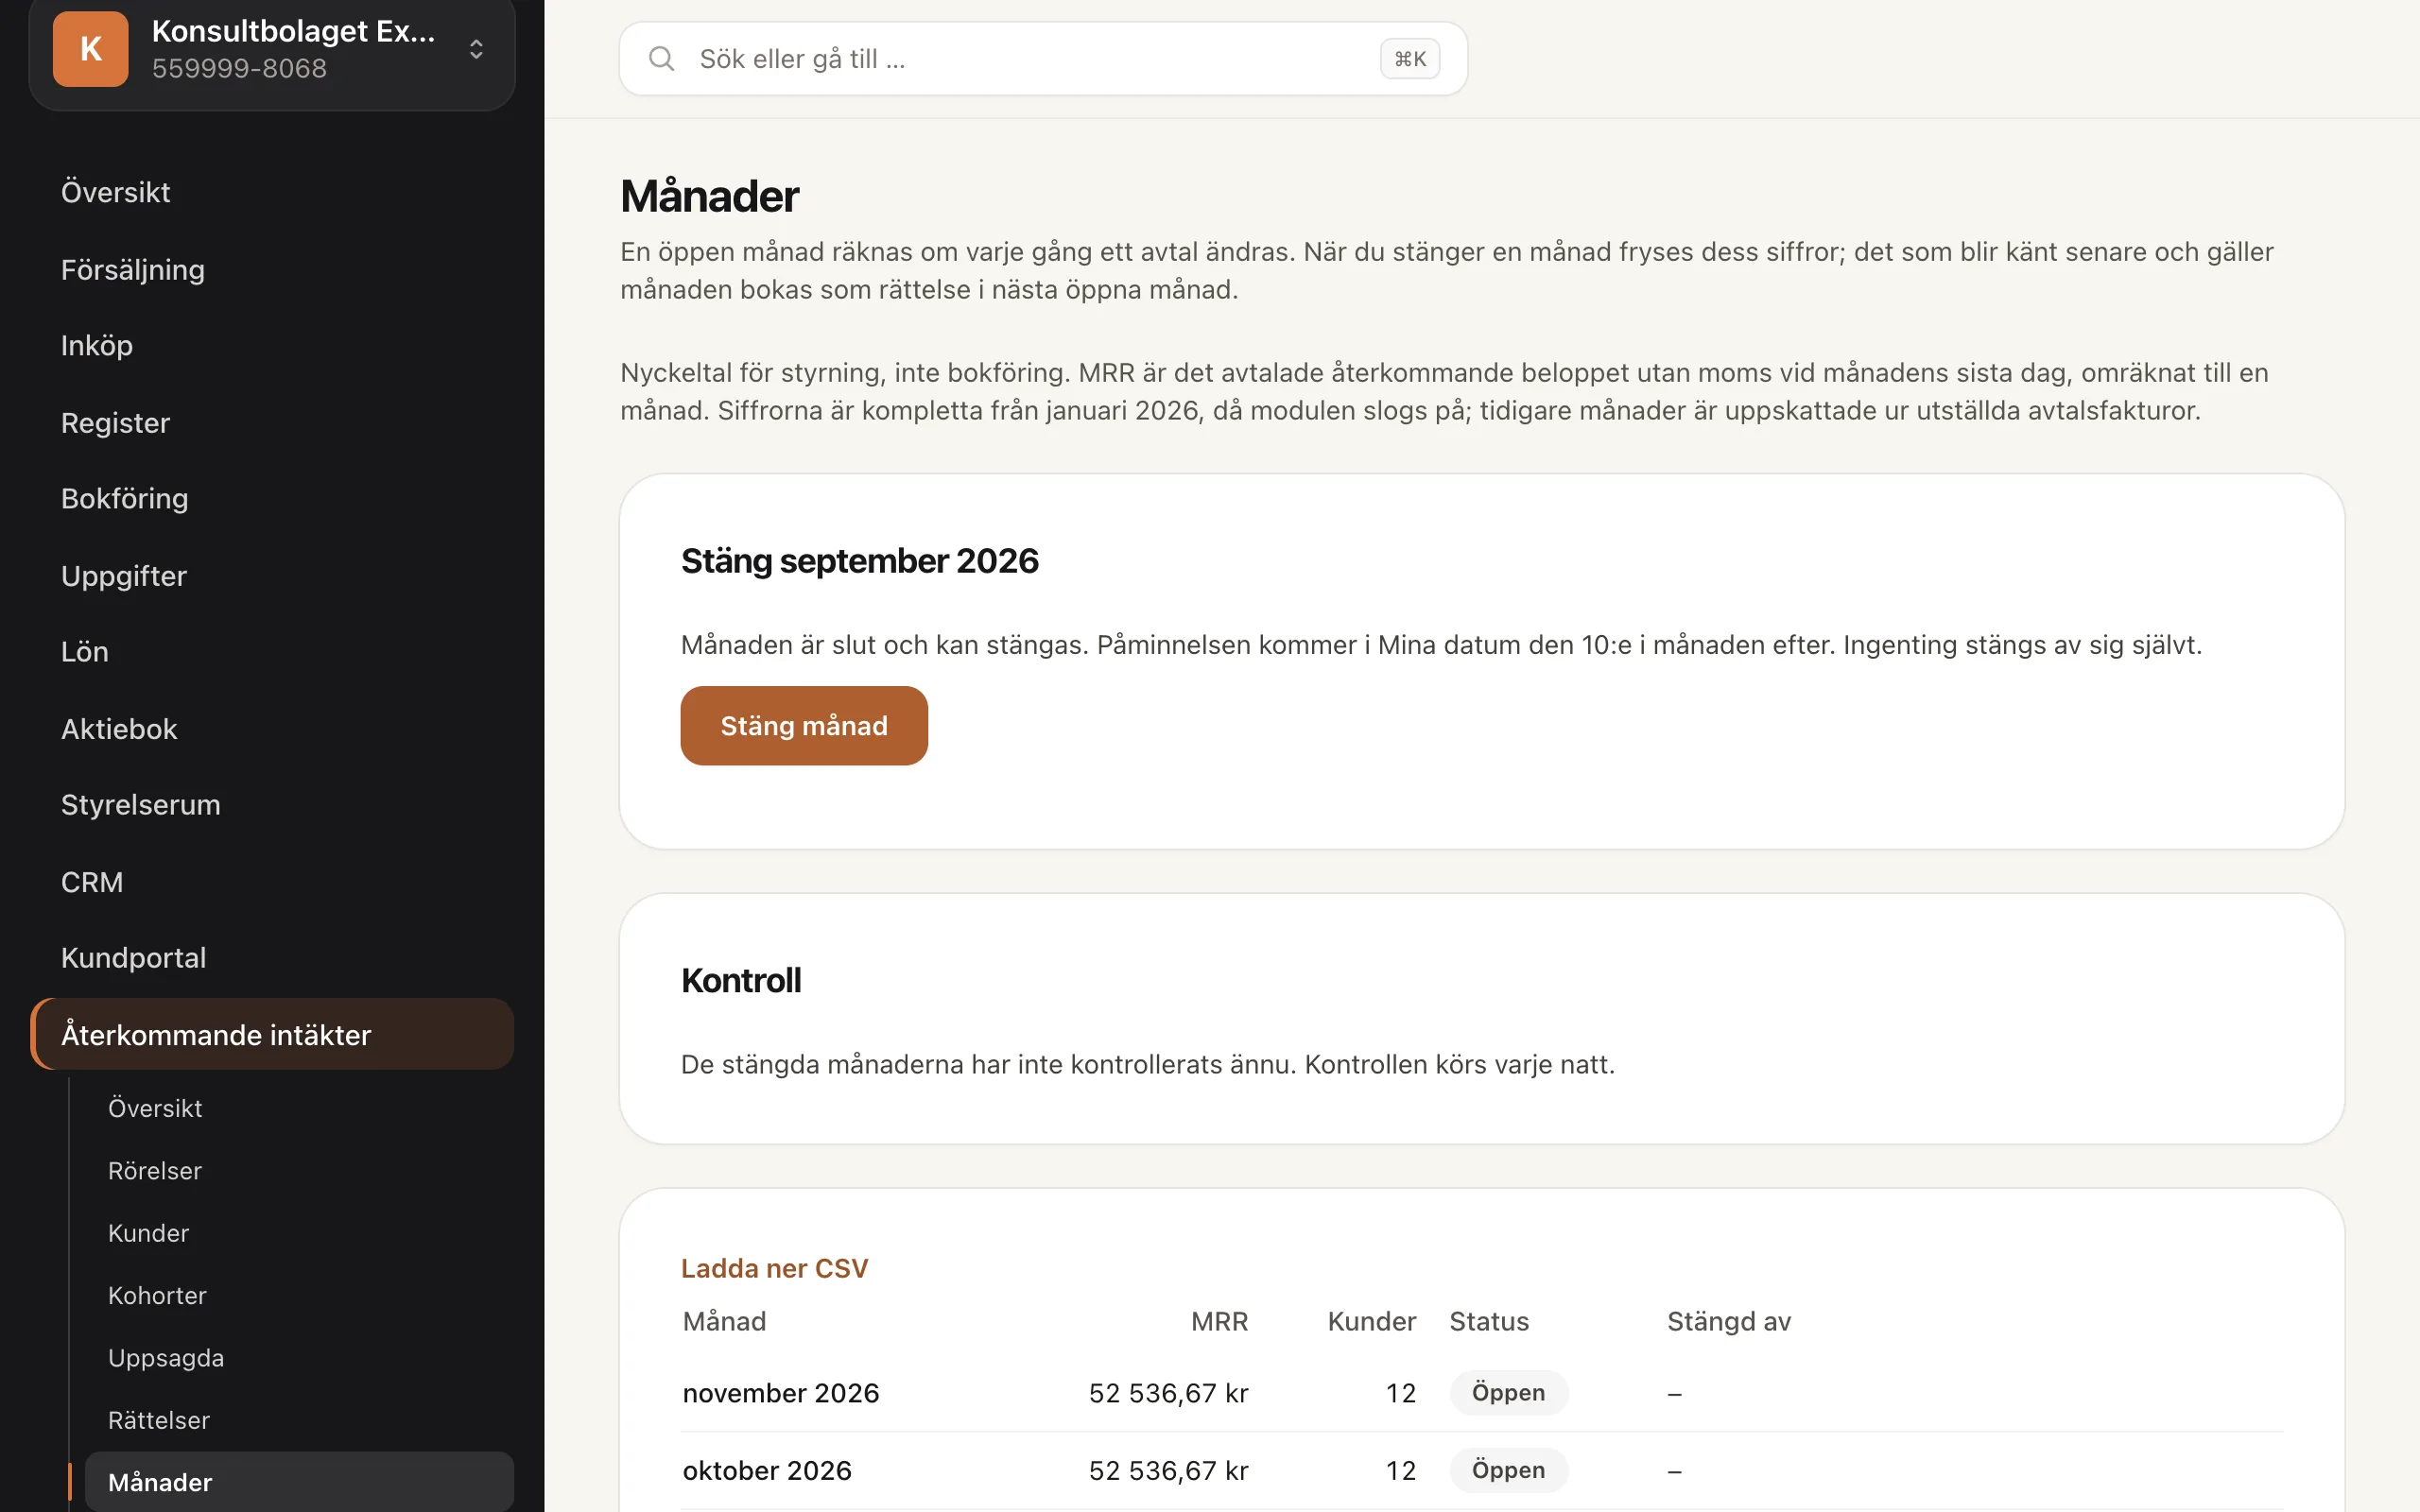 K
Konsultbolaget Ex...
559999-8068
Översikt
Försäljning
Inköp
Register
Bokföring
Uppgifter
Lön
Aktiebok
Styrelserum
CRM
Kundportal
Återkommande intäkter
Översikt
Rörelser
Kunder
Kohorter
Uppsagda
Rättelser
Månader
Sök eller gå till ...
⌘K
Månader
En öppen månad räknas om varje gång ett avtal ändras. När du stänger en månad fryses dess siffror; det som blir känt senare och gäller
månaden bokas som rättelse i nästa öppna månad.
Nyckeltal för styrning, inte bokföring. MRR är det avtalade återkommande beloppet utan moms vid månadens sista dag, omräknat till en
månad. Siffrorna är kompletta från januari 2026, då modulen slogs på; tidigare månader är uppskattade ur utställda avtalsfakturor.
Stäng september 2026
Månaden är slut och kan stängas. Påminnelsen kommer i Mina datum den 10:e i månaden efter. Ingenting stängs av sig självt.
Stäng månad
Kontroll
De stängda månaderna har inte kontrollerats ännu. Kontrollen körs varje natt.
Ladda ner CSV
Månad MRR Kunder Status Stängd av
november 2026 52 536,67 kr 12 Öppen –
oktober 2026 52 536,67 kr 12 Öppen –